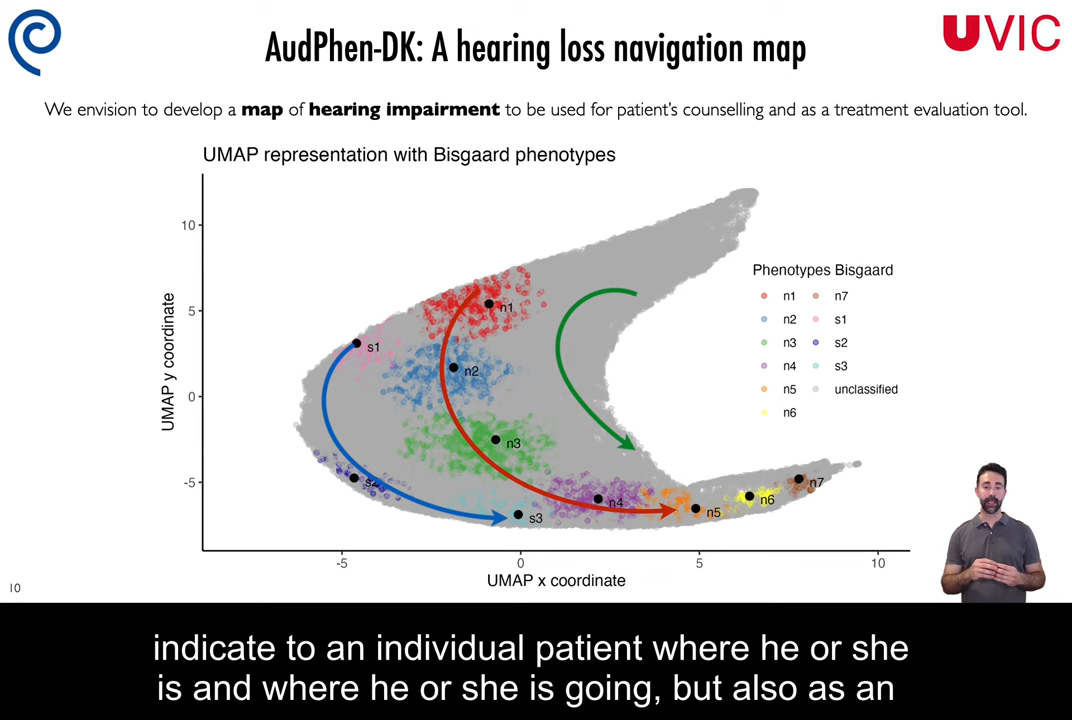 UVIC
AudPhen-DK: A hearing loss navigation map
We envision to develop a map of hearing impairment to be used for patient's counselling and as a treatment evaluation tool.
UMAP representation with Bisgaard phenotypes
10
5
0
-5
UMAP y coordinate
n1
s1
n2
n3
s2
n4
s3
n5
n6
n7
Phenotypes Bisgaard
n1 n7
n2 s1
n3 s2
n4 s3
n5 unclassified
n6
-5 0 5 10
UMAP x coordinate
10
indicate to an individual patient where he or she
is and where he or she is going, but also as an